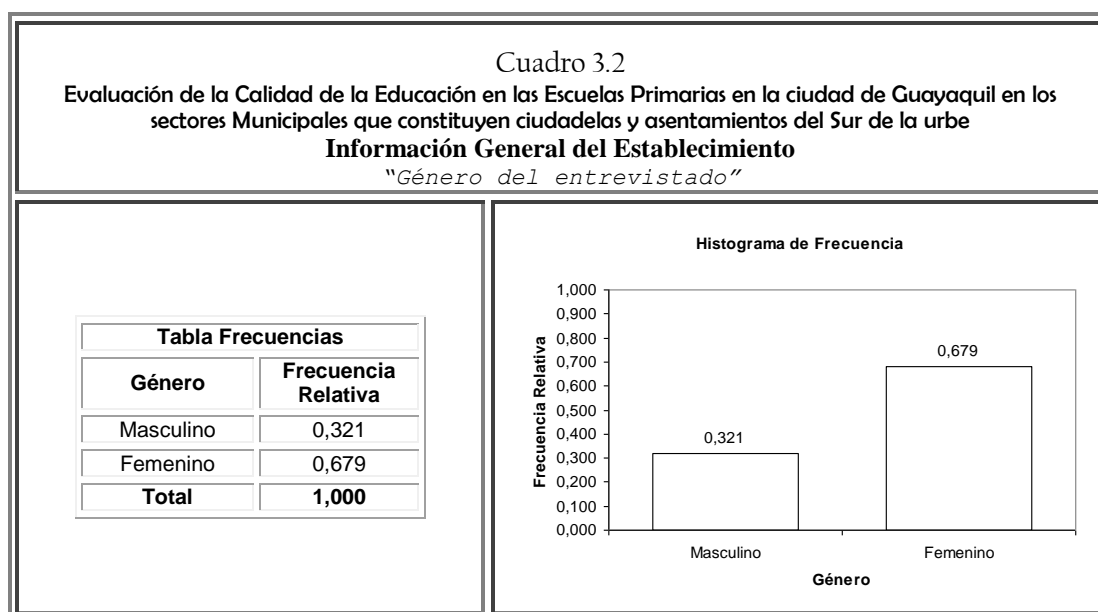 Cuadro 3.2
Evaluación de la Calidad de la Educación en las Escuelas Primarias en la ciudad de Guayaquil en los
sectores Municipales que constituyen ciudadelas y asentamientos del Sur de la urbe
Información General del Establecimiento
“Género del entrevistado”
Tabla Frecuencias
Género Frecuencia
Relativa
Masculino 0,321
Femenino 0,679
Total 1,000
Histograma de Frecuencia
Frecuencia Relativa
1,000
0,900
0,800
0,700
0,600
0,500
0,400
0,300
0,200
0,100
0,000
0,321
0,679
Masculino Femenino
Género